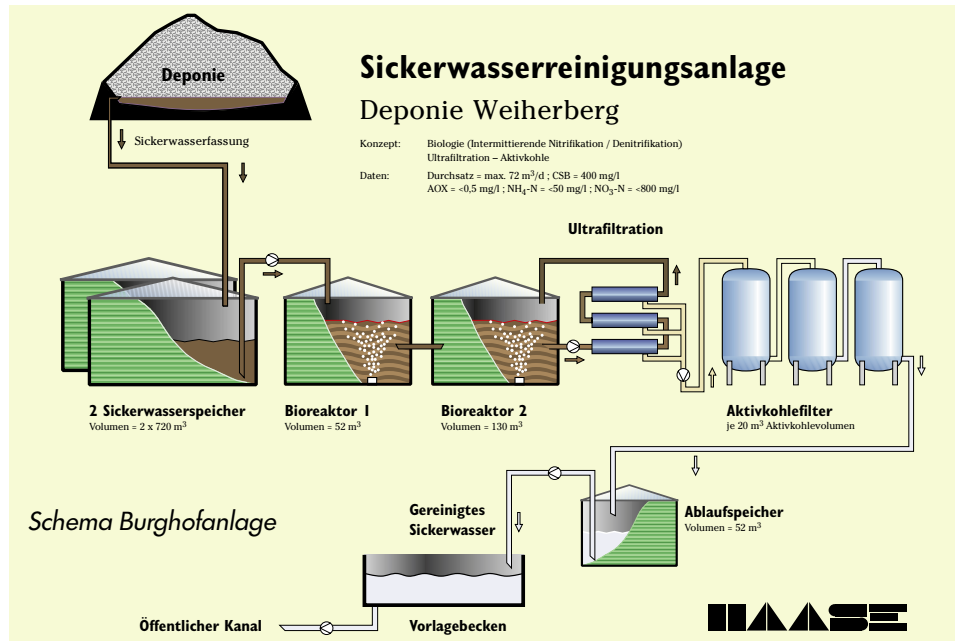 Deponie
Sickerwasserreinigungsanlage
Deponie Weiherberg
Konzept: Biologie (Intermittierende Nitrifikation / Denitrifikation)
Ultrafiltration – Aktivkohle
Daten: Durchsatz = max. 72 m³/d ; CSB = 400 mg/l
AOX = <0,5 mg/l ; NH₄-N = <50 mg/l ; NO₃-N = <800 mg/l
Sickerwasserfassung
Ultrafiltration
2 Sickerwasserspeicher
Volumen = 2 x 720 m³
Bioreaktor 1
Volumen = 52 m³
Bioreaktor 2
Volumen = 130 m³
Aktivkohlefilter
je 20 m³ Aktivkohlevolumen
Schema Burghofanlage
Gereinigtes
Sickerwasser
Ablaufspeicher
Volumen = 52 m³
Öffentlicher Kanal
Vorlagebecken
HAASE